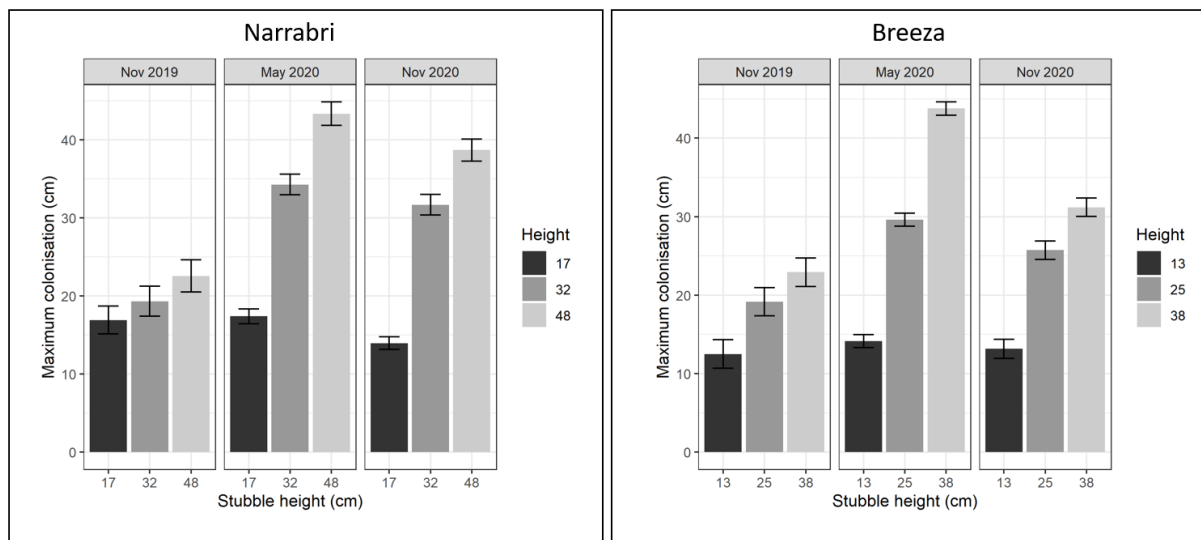 Narrabri
Nov 2019 May 2020 Nov 2020
Maximum colonisation (cm)
40
30
20
10
0
17 32 48 17 32 48 17 32 48
Stubble height (cm)
Height
17
32
48
Breeza
Nov 2019 May 2020 Nov 2020
Maximum colonisation (cm)
40
30
20
10
0
13 25 38 13 25 38 13 25 38
Stubble height (cm)
Height
13
25
38